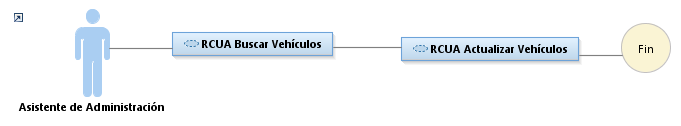 RCUA Buscar Vehículos
RCUA Actualizar Vehículos
Fin
Asistente de Administración